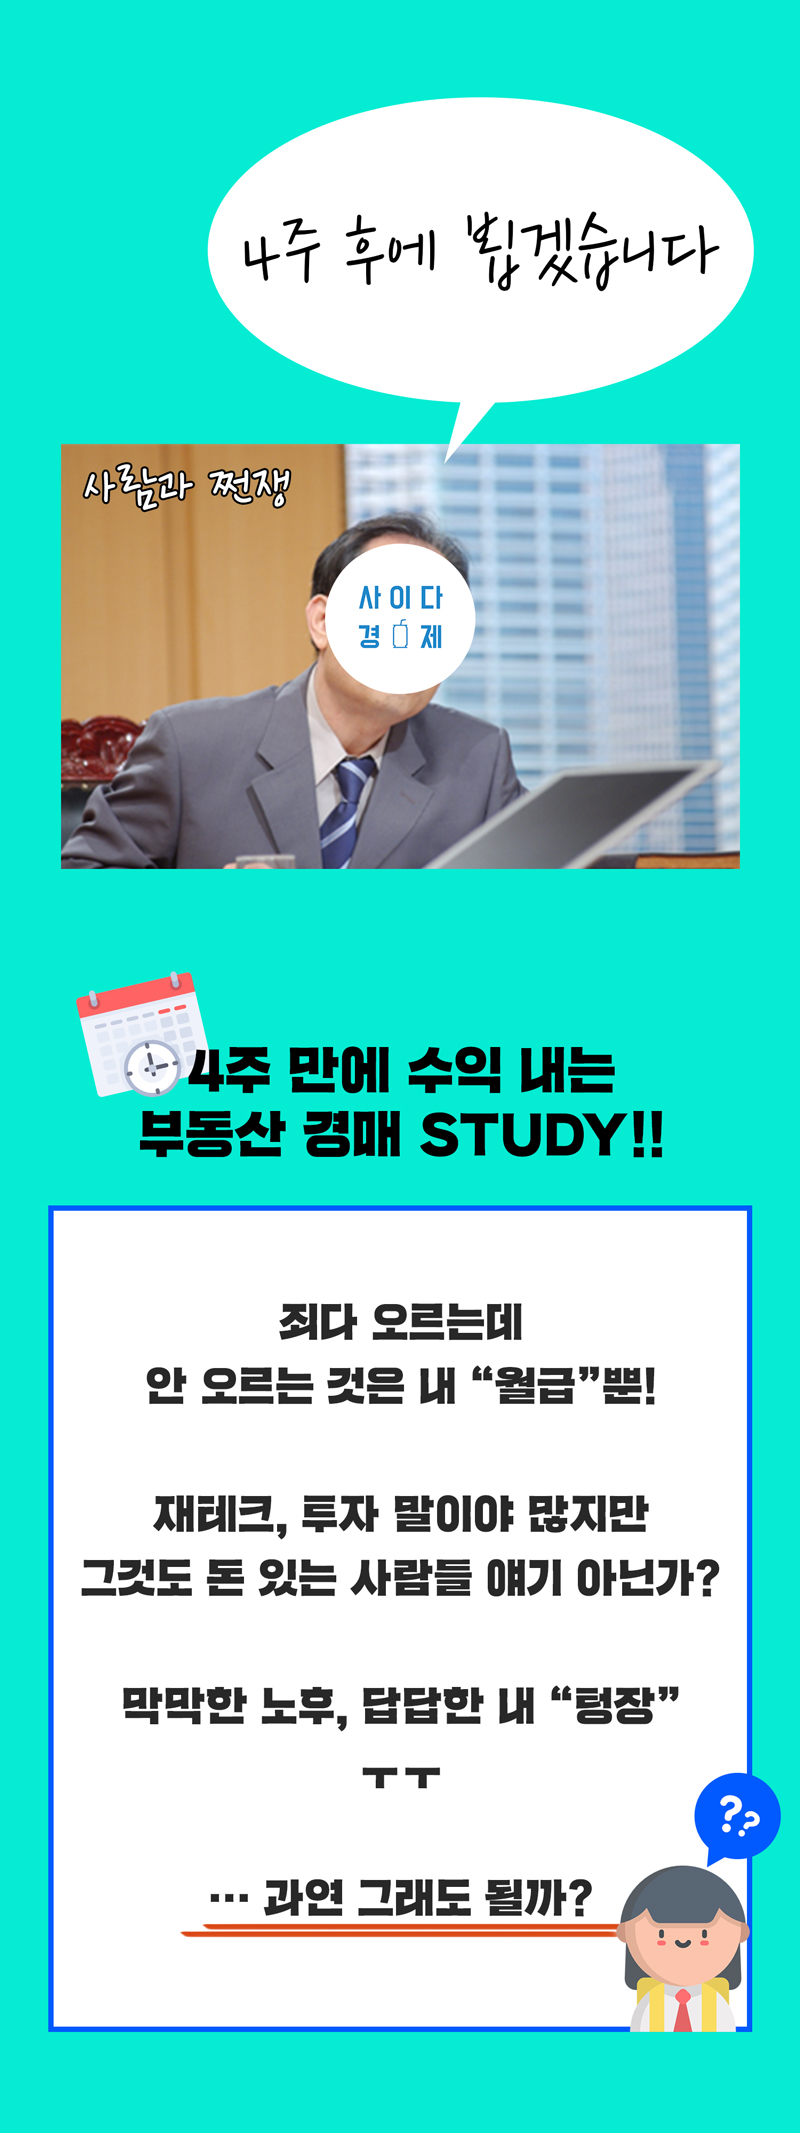 4주 후에 뵙겠습니다
사람과 쩐쟁
사이다
경제
4주 만에 수익 내는
부동산 경매 STUDY!!
죄다 오르는데
안 오르는 것은 내 “월급”뿐!
재테크, 투자 말이야 많지만
그것도 돈 있는 사람들 얘기 아닌가?
막막한 노후, 답답한 내 “텅장”
ㅜㅜ
… 과연 그래도 될까?
??